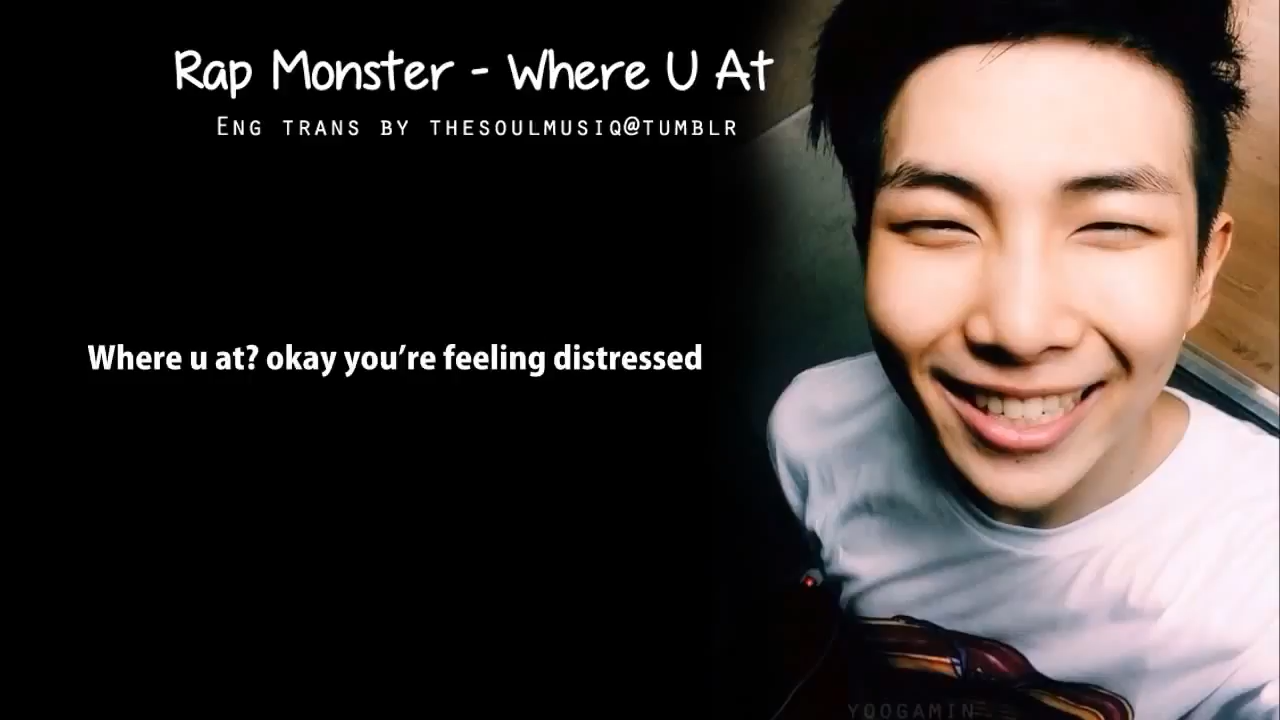 Rap Monster - Where U At
ENG TRANS BY THESOULMUSIQ@TUMBLR
Where u at? okay you’re feeling distressed
YOOGAMIN